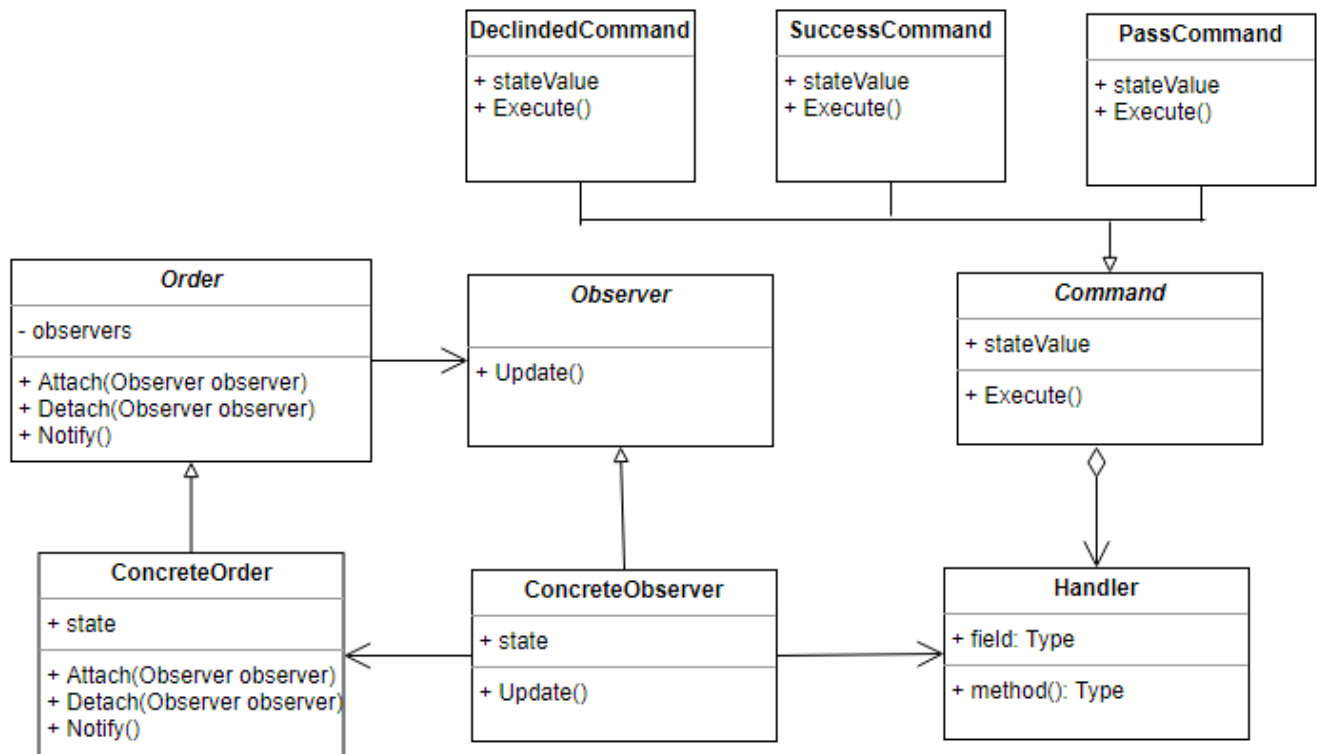 DeclindedCommand
+ stateValue
+ Execute()
SuccessCommand
+ stateValue
+ Execute()
PassCommand
+ stateValue
+ Execute()
Order
- observers
+ Attach(Observer observer)
+ Detach(Observer observer)
+ Notify()
Observer
+ Update()
Command
+ stateValue
+ Execute()
ConcreteOrder
+ state
+ Attach(Observer observer)
+ Detach(Observer observer)
+ Notify()
ConcreteObserver
+ state
+ Update()
Handler
+ field: Type
+ method(): Type